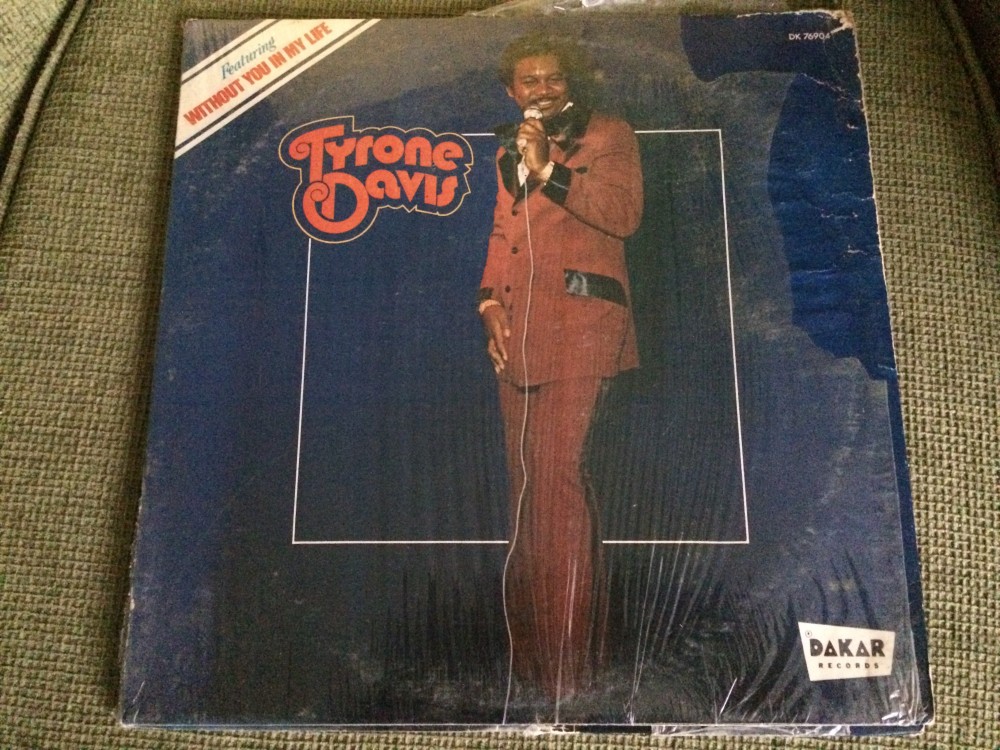 Featuring
WITHOUT YOU IN MY LIFE
DK 76904
Tyrone
Davis
DAKAR
RECORDS